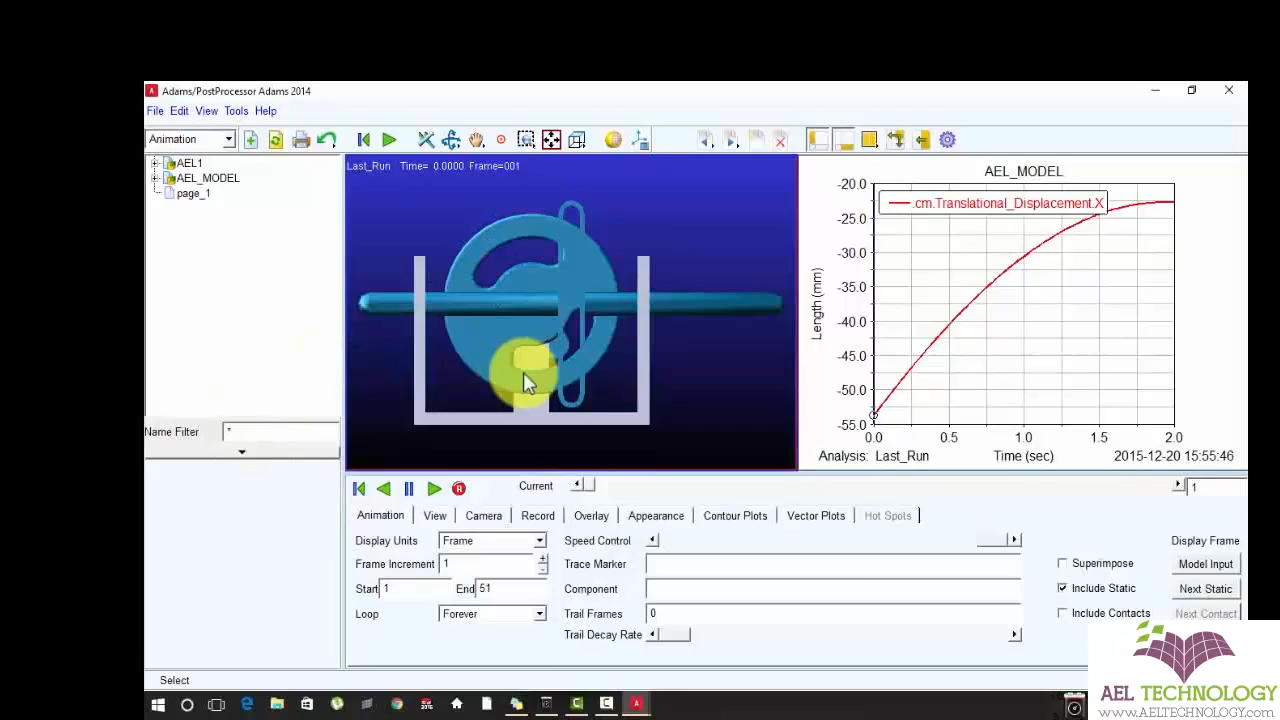 Adams/PostProcessor Adams 2014
File Edit View Tools Help
Animation
AEL1
AEL_MODEL
page_1
Name Filter *
Last_Run Time= 0.0000 Frame=001
AEL_MODEL
.cm.Translational_Displacement.X
-20.0
-25.0
-30.0
-35.0
-40.0
-45.0
-50.0
-55.0
Length (mm)
0.0 0.5 1.0 1.5 2.0
Analysis: Last_Run Time (sec) 2015-12-20 15:55:46
Current 1
Animation View Camera Record Overlay Appearance Contour Plots Vector Plots Hot Spots
Display Units Frame Speed Control Display Frame
Frame Increment 1 Trace Marker Superimpose Model Input
Start 1 End 51 Component Include Static Next Static
Loop Forever Trail Frames 0 Include Contacts Next Contact
Trail Decay Rate
Select
AEL TECHNOLOGY
www.AELTECHNOLOGY.com